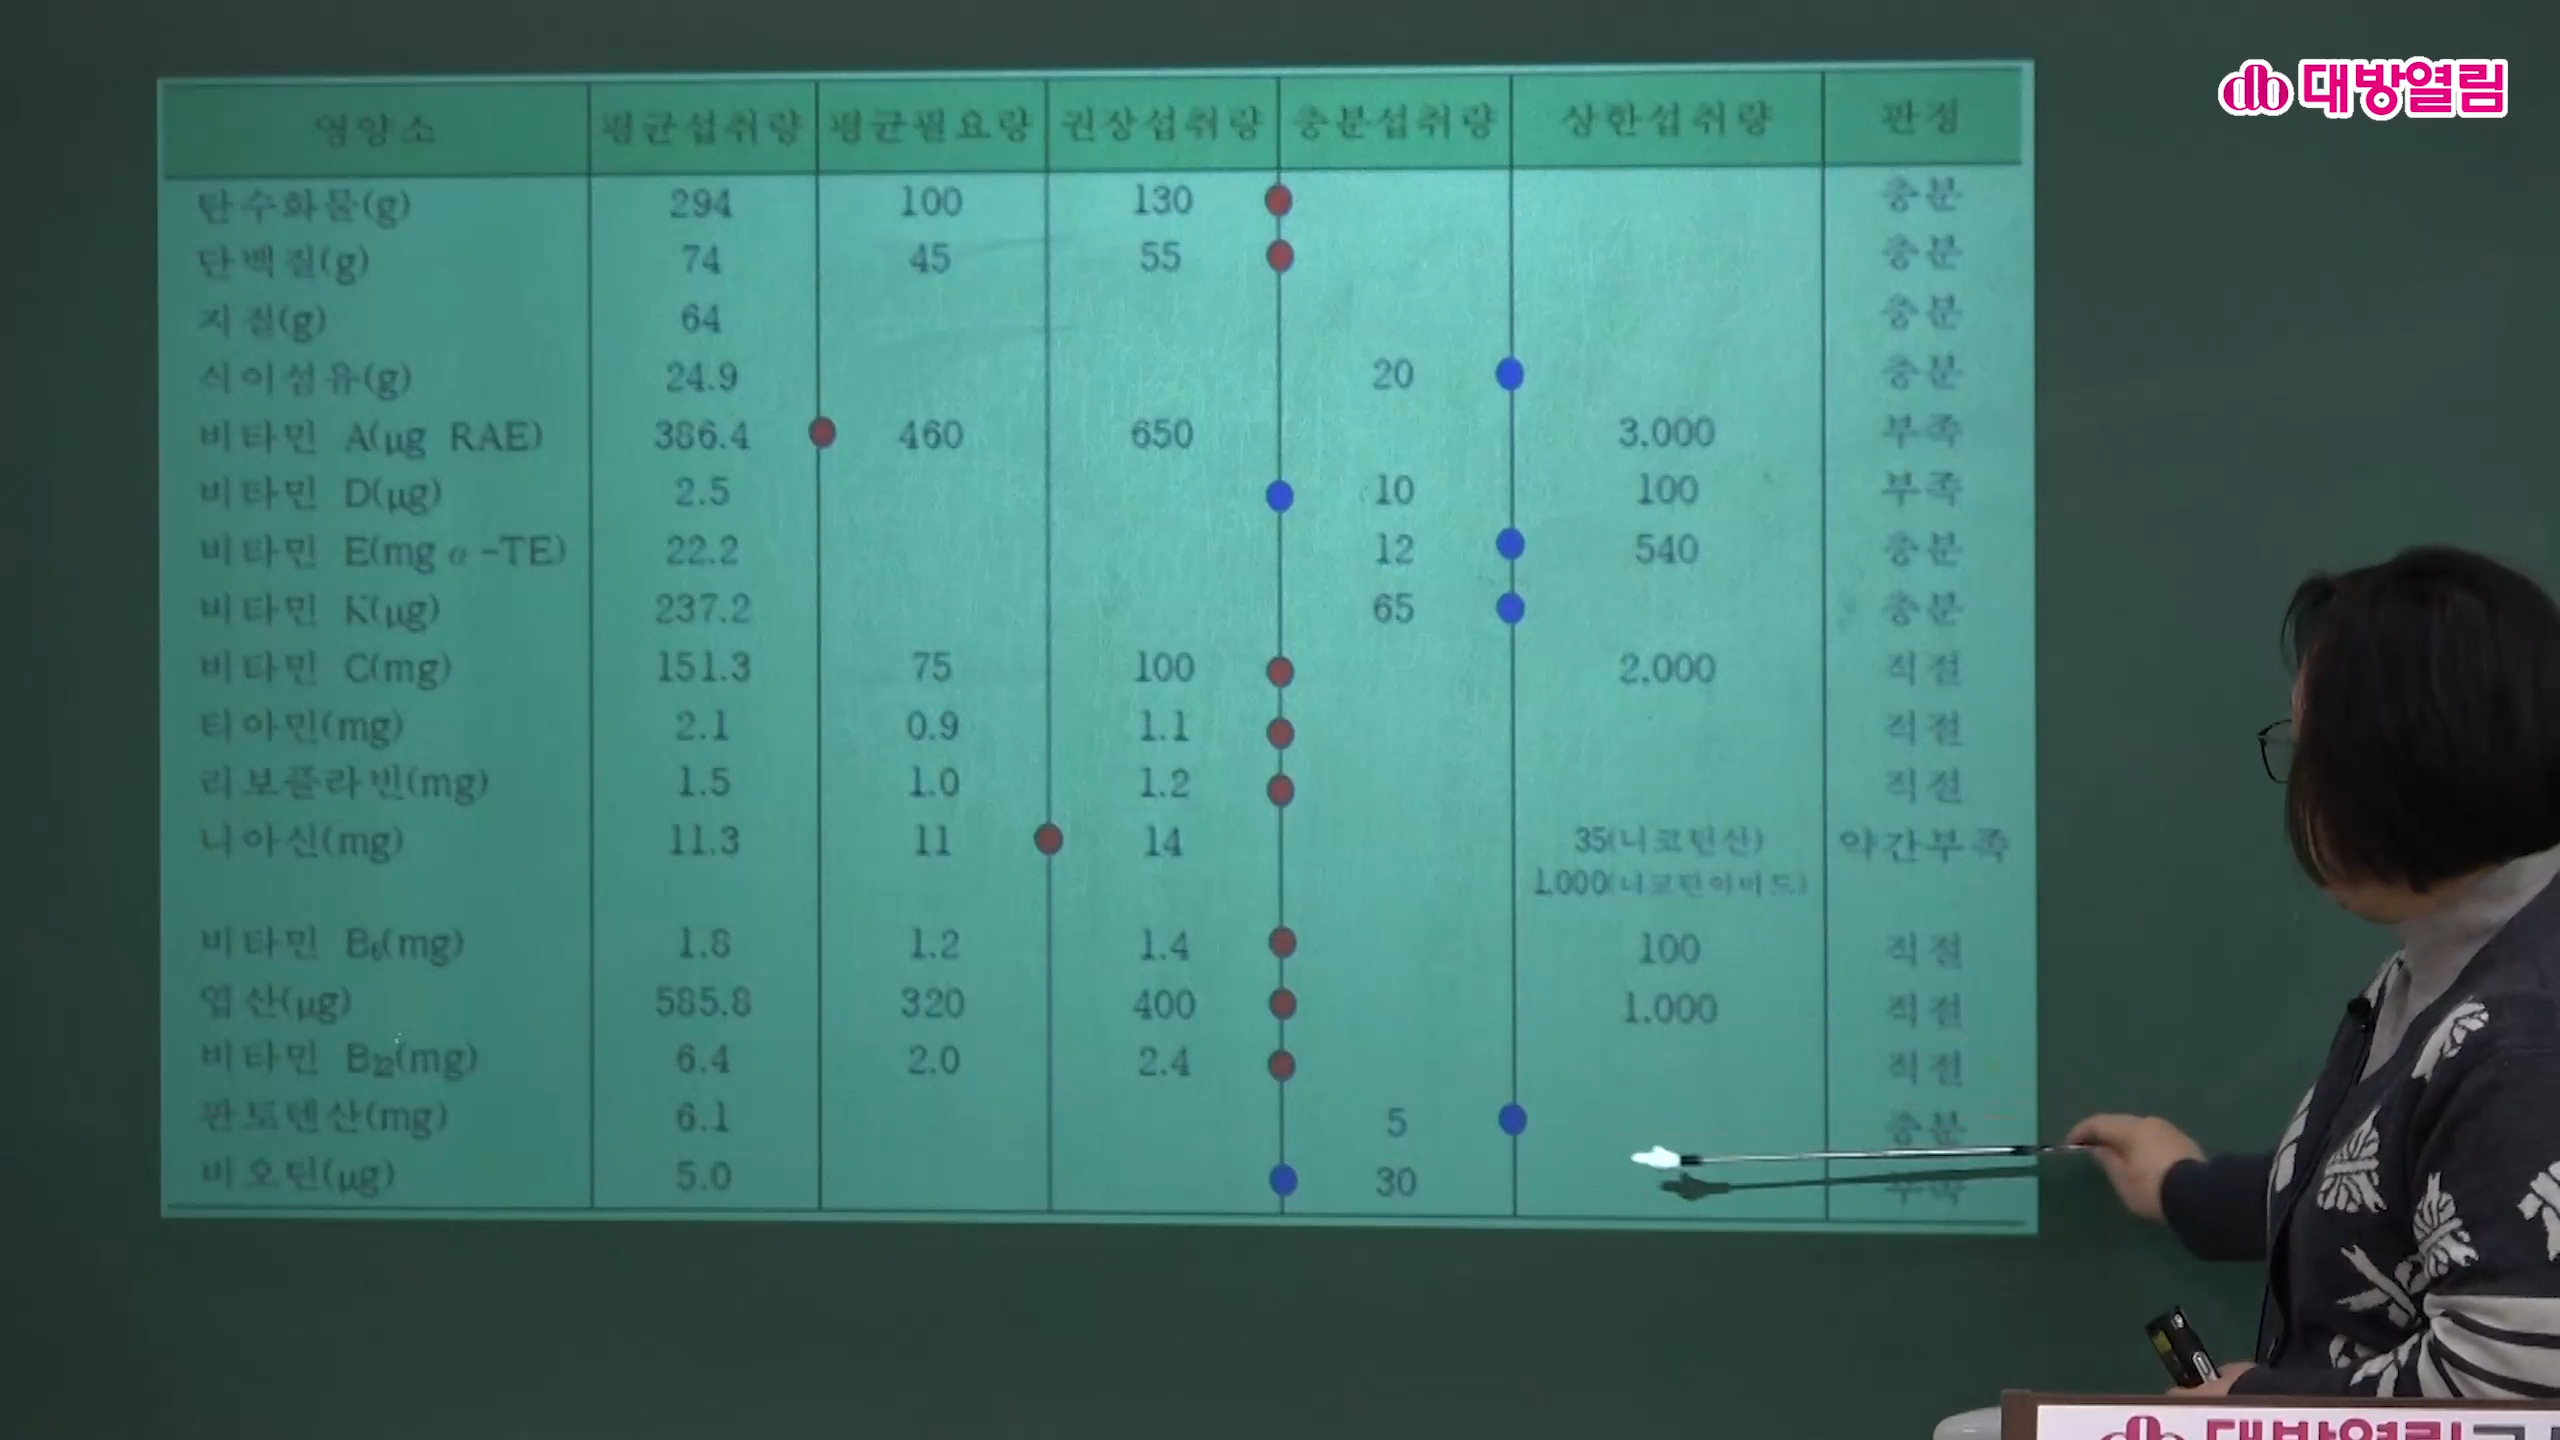 대방열림
영양소 평균섭취량 평균필요량 권장섭취량 충분섭취량 상한섭취량 판정
탄수화물(g) 294 100 130 충분
단백질(g) 74 45 55 충분
지질(g) 64 충분
식이섬유(g) 24.9 20 충분
비타민 A(μg RAE) 386.4 460 650 3.000 부족
비타민 D(μg) 2.5 10 100 부족
비타민 E(mg α-TE) 22.2 12 540 충분
비타민 K(μg) 237.2 65 충분
비타민 C(mg) 151.3 75 100 2.000 적절
티아민(mg) 2.1 0.9 1.1 적절
리보플라빈(mg) 1.5 1.0 1.2 적절
니아신(mg) 11.3 11 14 35(니코틴산) 약간부족
1.000(니코틴아미드)
비타민 B₆(mg) 1.8 1.2 1.4 100 적절
엽산(μg) 585.8 320 400 1.000 적절
비타민 B₁₂(mg) 6.4 2.0 2.4 적절
판토텐산(mg) 6.1 5 충분
비오틴(μg) 5.0 30 부족
대방열림